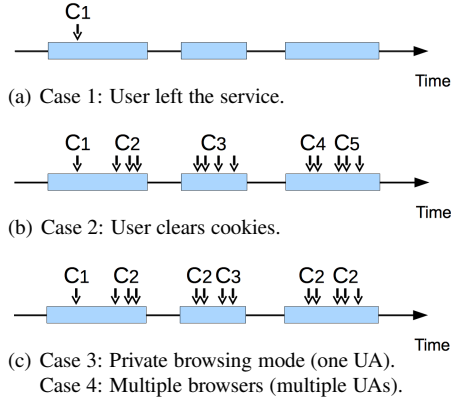 C1
Time
(a) Case 1: User left the service.
C1 C2 C3 C4 C5
Time
(b) Case 2: User clears cookies.
C1 C2 C2 C3 C2 C2
Time
(c) Case 3: Private browsing mode (one UA).
Case 4: Multiple browsers (multiple UAs).